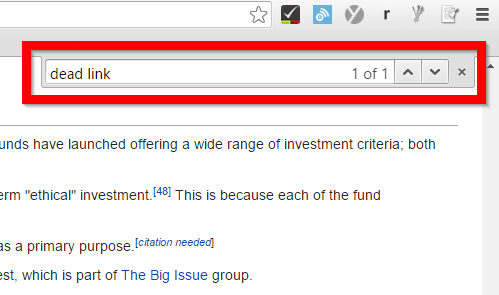 dead link 1 of 1
unds have launched offering a wide range of investment criteria; both
erm "ethical" investment.[48] This is because each of the fund
as a primary purpose.[citation needed]
est, which is part of The Big Issue group.